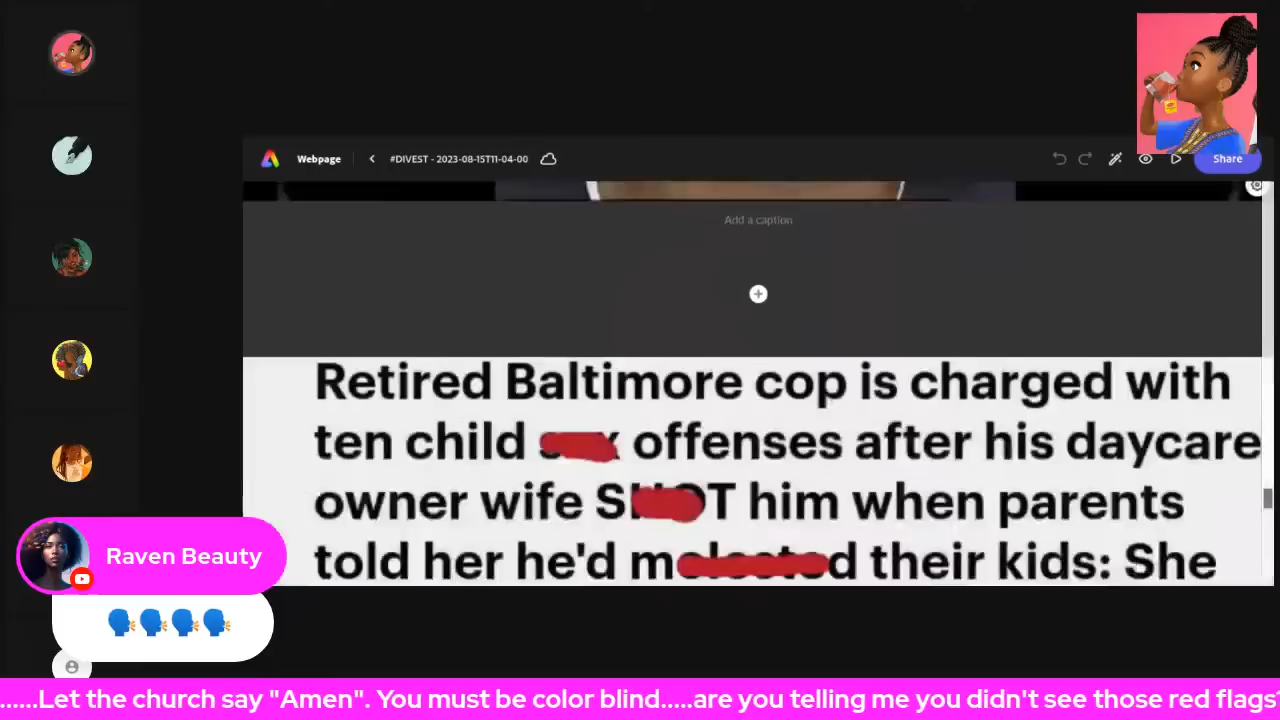 Webpage
#DIVEST - 2023-08-15T11-04-00
Share
Add a caption
Retired Baltimore cop is charged with
ten child offenses after his daycare
owner wife SHOT him when parents
told her he'd their kids: She
Raven Beauty
🗣️🗣️🗣️🗣️
......Let the church say "Amen". You must be color blind.....are you telling me you didn't see those red flags?